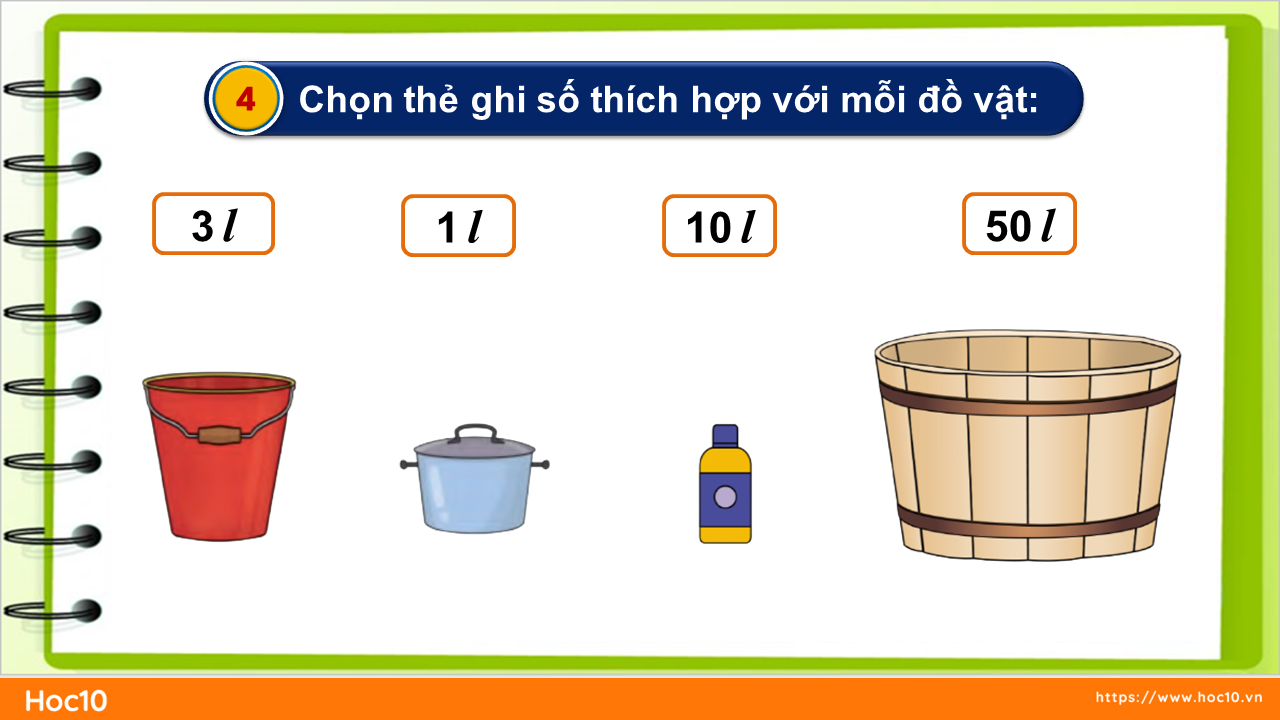 4 Chọn thẻ ghi số thích hợp với mỗi đồ vật:
3 l 1 l 10 l 50 l
Hoc10 https://www.hoc10.vn